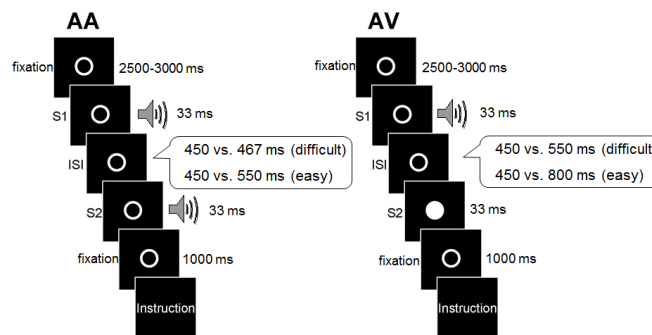 AA
fixation
2500-3000 ms
S1
33 ms
ISI
450 vs. 467 ms (difficult)
450 vs. 550 ms (easy)
S2
33 ms
fixation
1000 ms
Instruction
AV
fixation
2500-3000 ms
S1
33 ms
ISI
450 vs. 550 ms (difficult
450 vs. 800 ms (easy)
S2
33 ms
fixation
1000 ms
Instruction